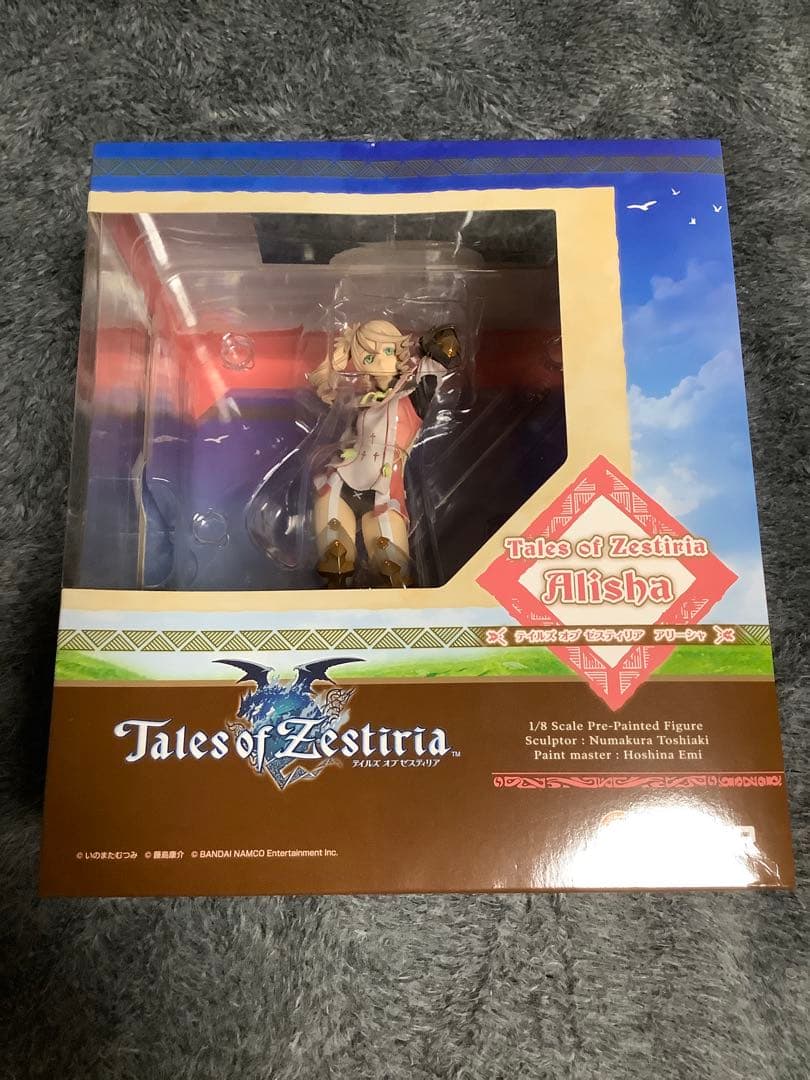 Tales of Zestiria
Alisha
テイルズ オブ ゼスティリア アリーシャ
Tales of Zestiria™
テイルズ オブ ゼスティリア
1/8 Scale Pre-Painted Figure
Sculptor : Numakura Toshiaki
Paint master : Hoshina Emi
© いのまたむつみ © 藤島康介 © BANDAI NAMCO Entertainment Inc.